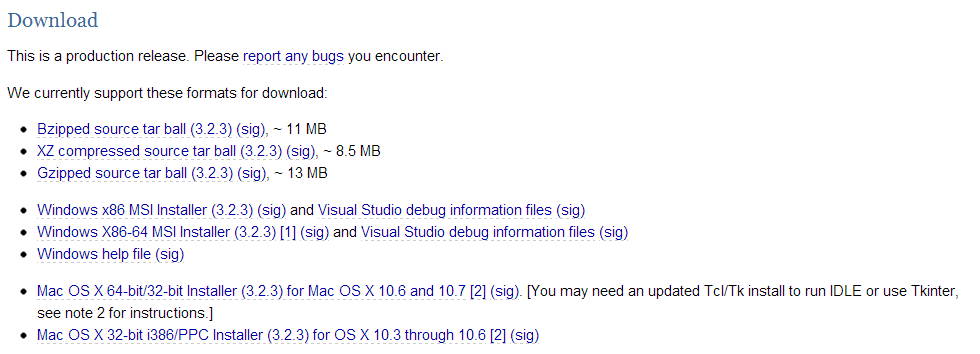 Download
This is a production release. Please report any bugs you encounter.
We currently support these formats for download:
Bzipped source tar ball (3.2.3) (sig), ~ 11 MB
XZ compressed source tar ball (3.2.3) (sig), ~ 8.5 MB
Gzipped source tar ball (3.2.3) (sig), ~ 13 MB
Windows x86 MSI Installer (3.2.3) (sig) and Visual Studio debug information files (sig)
Windows X86-64 MSI Installer (3.2.3) [1] (sig) and Visual Studio debug information files (sig)
Windows help file (sig)
Mac OS X 64-bit/32-bit Installer (3.2.3) for Mac OS X 10.6 and 10.7 [2] (sig). [You may need an updated Tcl/Tk install to run IDLE or use Tkinter,
see note 2 for instructions.]
Mac OS X 32-bit i386/PPC Installer (3.2.3) for OS X 10.3 through 10.6 [2] (sig)